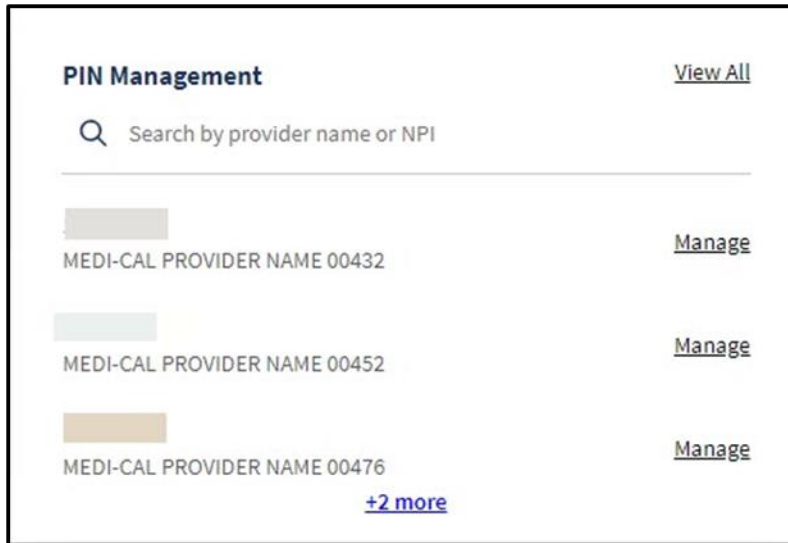 PIN Management
View All
Search by provider name or NPI
MEDI-CAL PROVIDER NAME 00432
Manage
MEDI-CAL PROVIDER NAME 00452
Manage
MEDI-CAL PROVIDER NAME 00476
Manage
+2 more